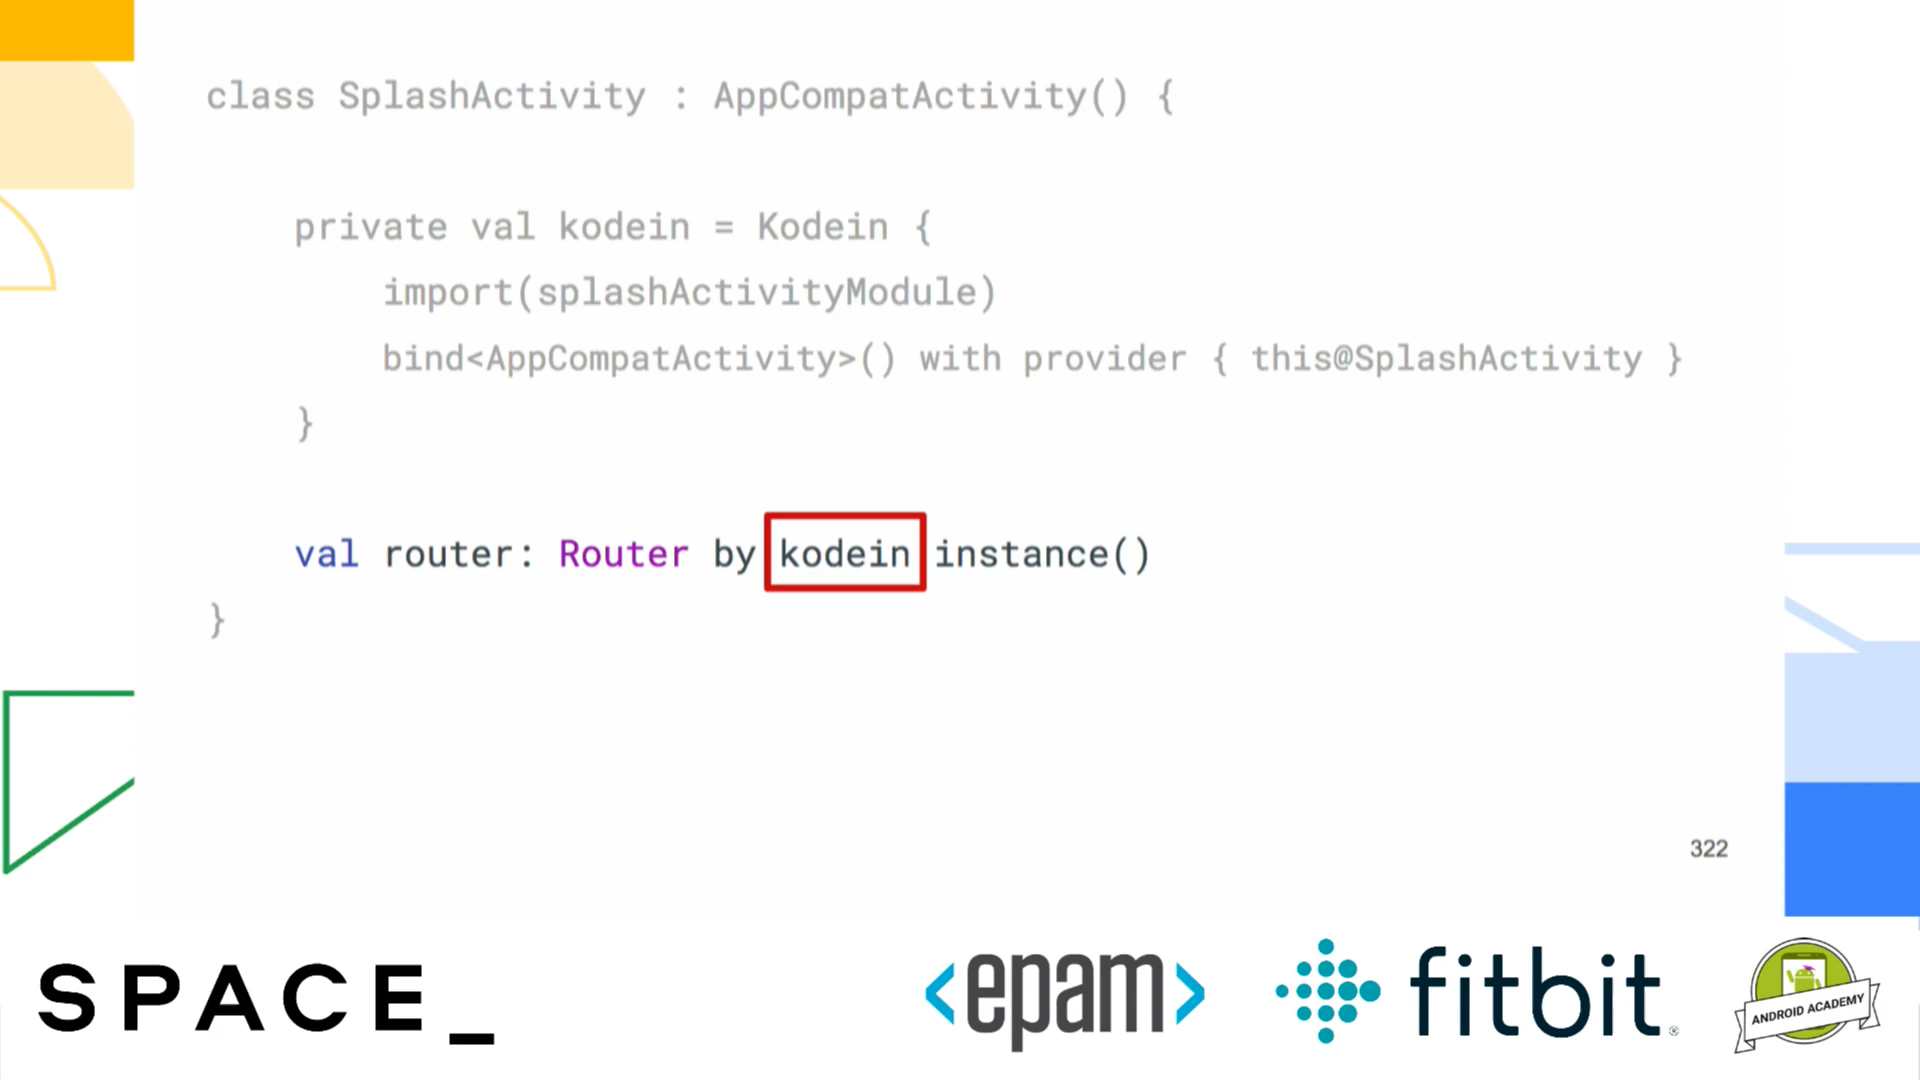 class SplashActivity : AppCompatActivity() {
private val kodein = Kodein {
import(splashActivityModule)
bind<AppCompatActivity>() with provider { this@SplashActivity }
}
val router: Router by kodein instance()
}
322
SPACE_
<epam>
fitbit®
ANDROID ACADEMY